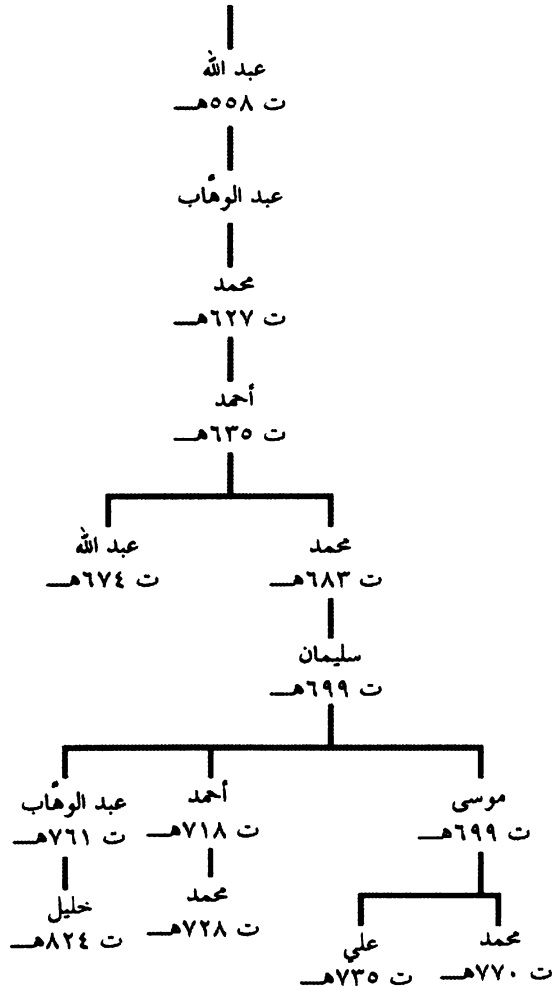 عبد الله
ت ٥٥٨هـ
عبد الوهَّاب
محمد
ت ٦٢٧هـ
أحمد
ت ٦٣٥هـ
محمد
ت ٦٨٣هـ
عبد الله
ت ٦٧٤هـ
سليمان
ت ٦٩٩هـ
موسى
ت ٦٩٩هـ
أحمد
ت ٧١٨هـ
عبد الوهَّاب
ت ٧٦١هـ
محمد
ت ٧٧٠هـ
علي
ت ٧٣٥هـ
محمد
ت ٧٢٨هـ
خليل
ت ٨٢٤هـ